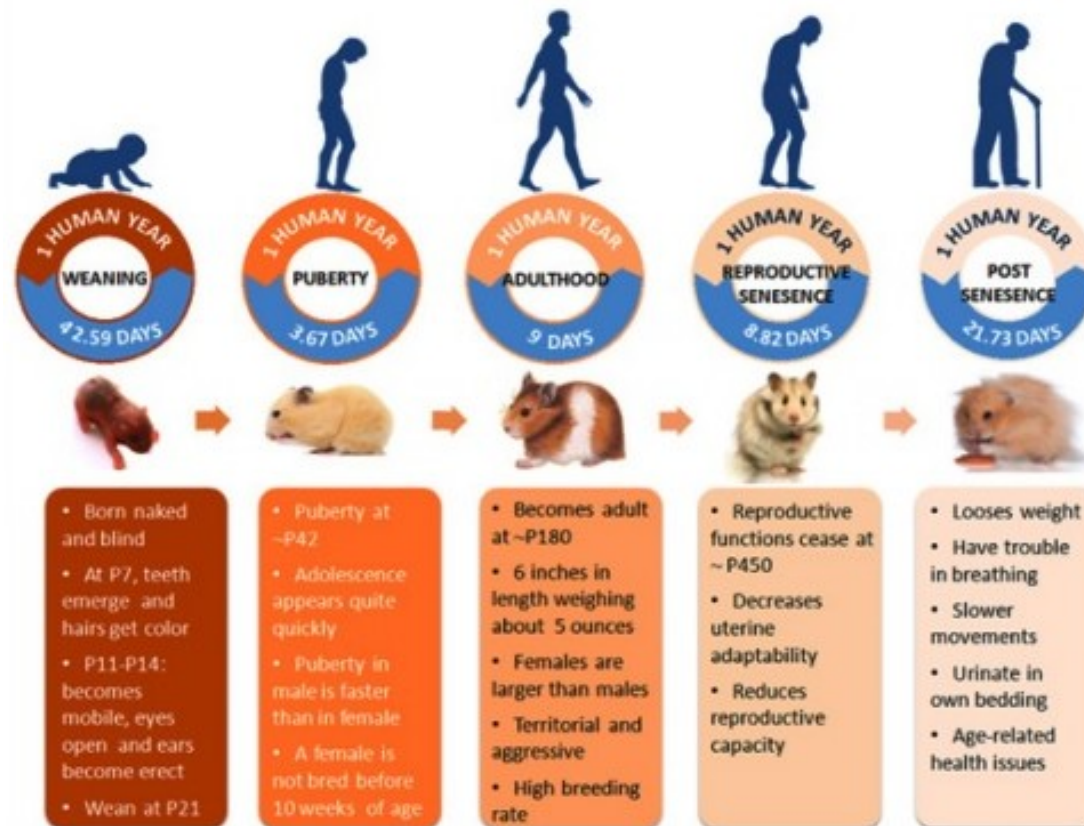 1 HUMAN YEAR
WEANING
42.59 DAYS
1 HUMAN YEAR
PUBERTY
3.67 DAYS
1 HUMAN YEAR
ADULTHOOD
9 DAYS
1 HUMAN YEAR
REPRODUCTIVE
SENESENCE
8.82 DAYS
1 HUMAN YEAR
POST
SENESENCE
21.73 DAYS
• Born naked
and blind
• At P7, teeth
emerge and
hairs get color
• P11-P14:
becomes
mobile, eyes
open and ears
become erect
• Wean at P21
• Puberty at
~P42
• Adolescence
appears quite
quickly
• Puberty in
male is faster
than in female
• A female is
not bred before
10 weeks of age
• Becomes adult
at ~P180
• 6 inches in
length weighing
about 5 ounces
• Females are
larger than males
• Territorial and
aggressive
• High breeding
rate
• Reproductive
functions cease at
~ P450
• Decreases
uterine
adaptability
• Reduces
reproductive
capacity
• Looses weight
• Have trouble
in breathing
• Slower
movements
• Urinate in
own bedding
• Age-related
health issues